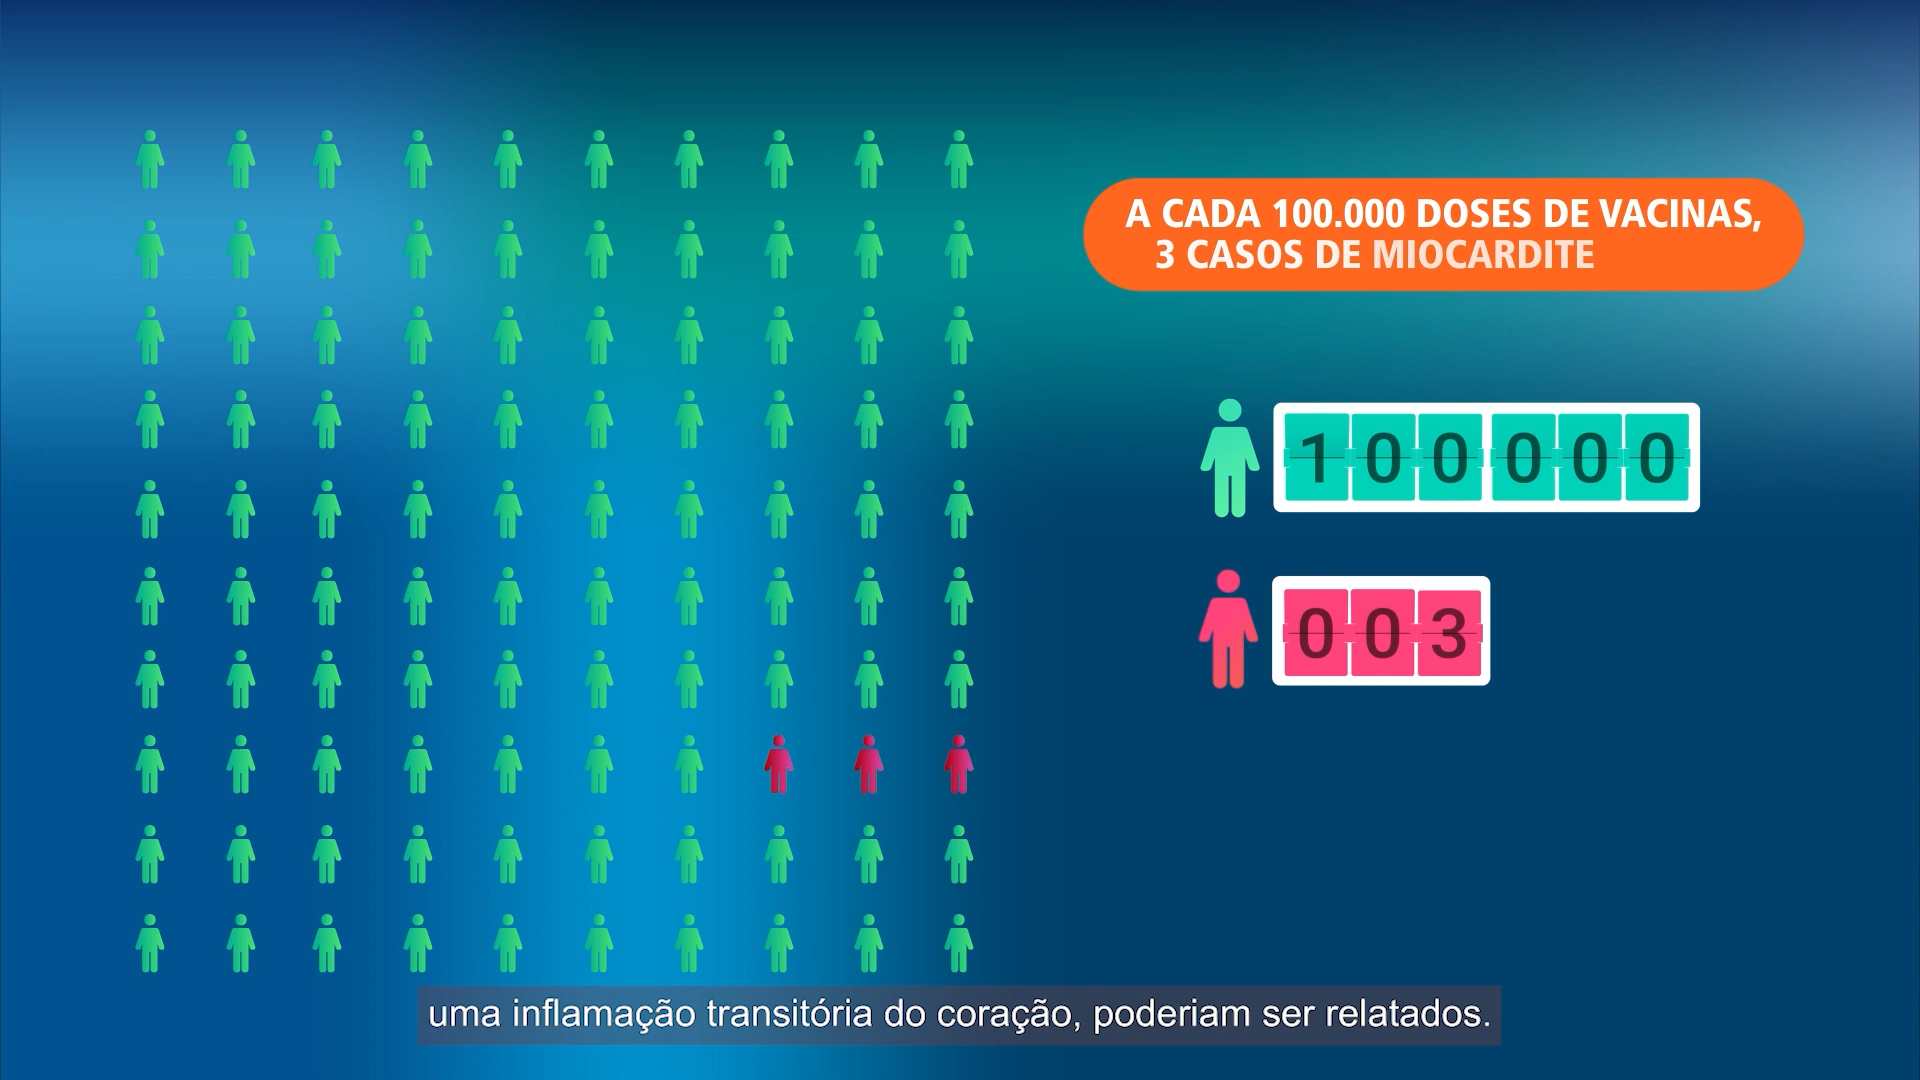 A CADA 100.000 DOSES DE VACINAS,
3 CASOS DE MIOCARDITE
100000
003
uma inflamação transitória do coração, poderiam ser relatados.